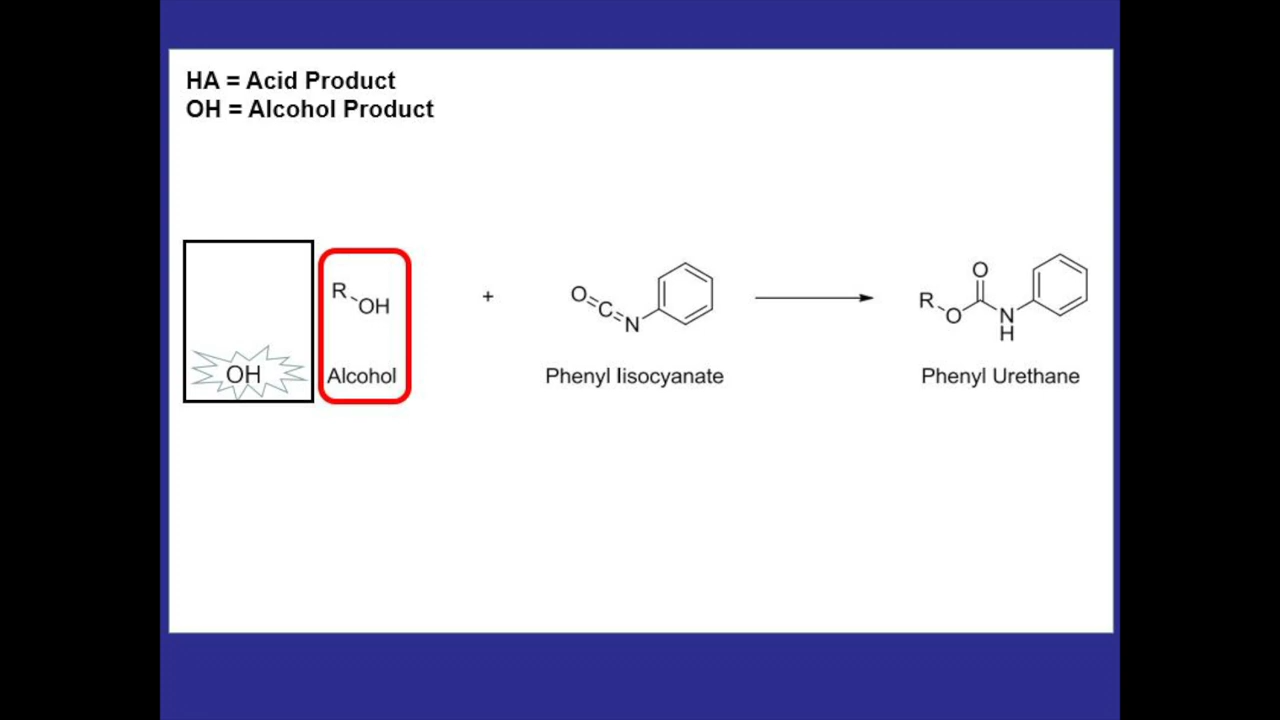 HA = Acid Product
OH = Alcohol Product
OH
R
OH
Alcohol
+
O
C
N
Phenyl Iisocyanate
O
R
O
N
H
Phenyl Urethane